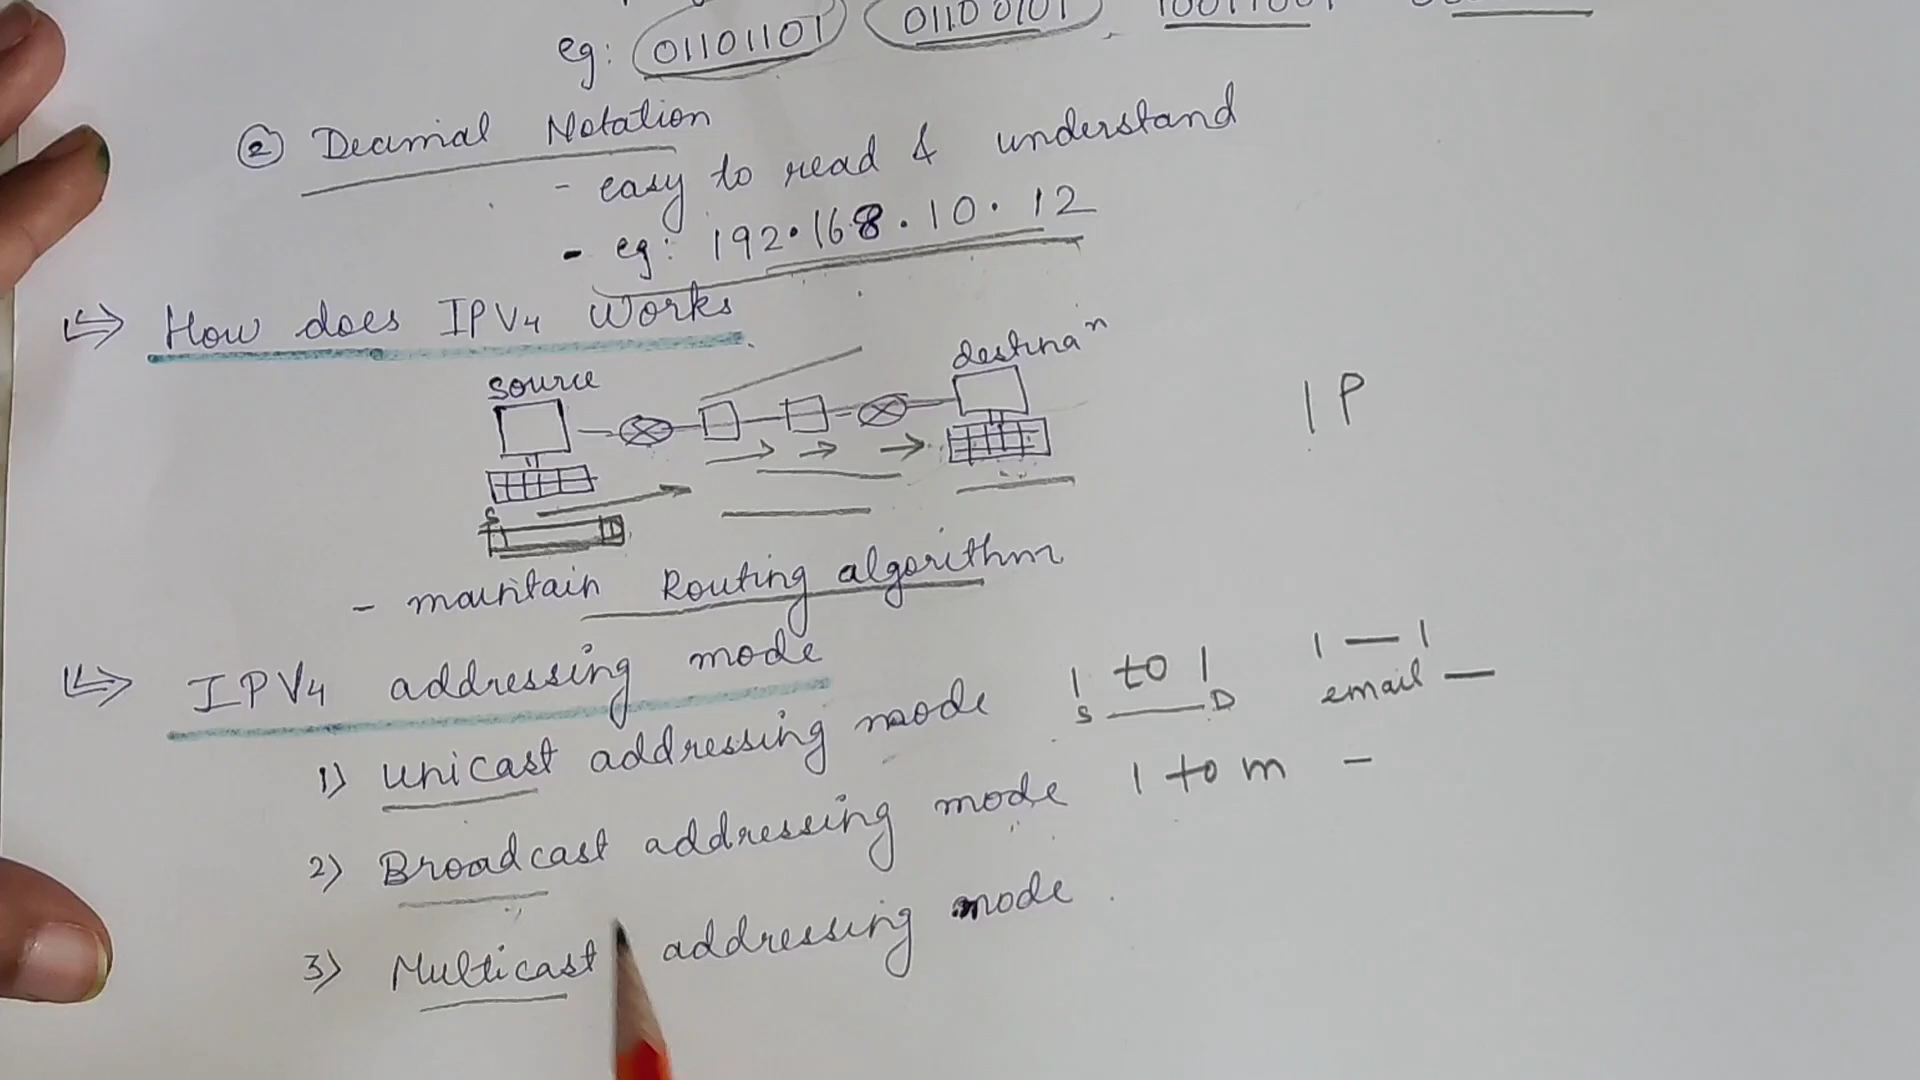 eg: 01101101 01100101
② Decimal Notation
- easy to read & understand
- eg: 192.168.10.12
How does IPV4 Works
source destinaⁿ
IP
S D
- maintain Routing algorithm
IPV4 addressing mode
1) Unicast addressing mode 1 to 1 1 — 1
S — D email —
2) Broadcast addressing mode 1 to m -
3) Multicast addressing mode.